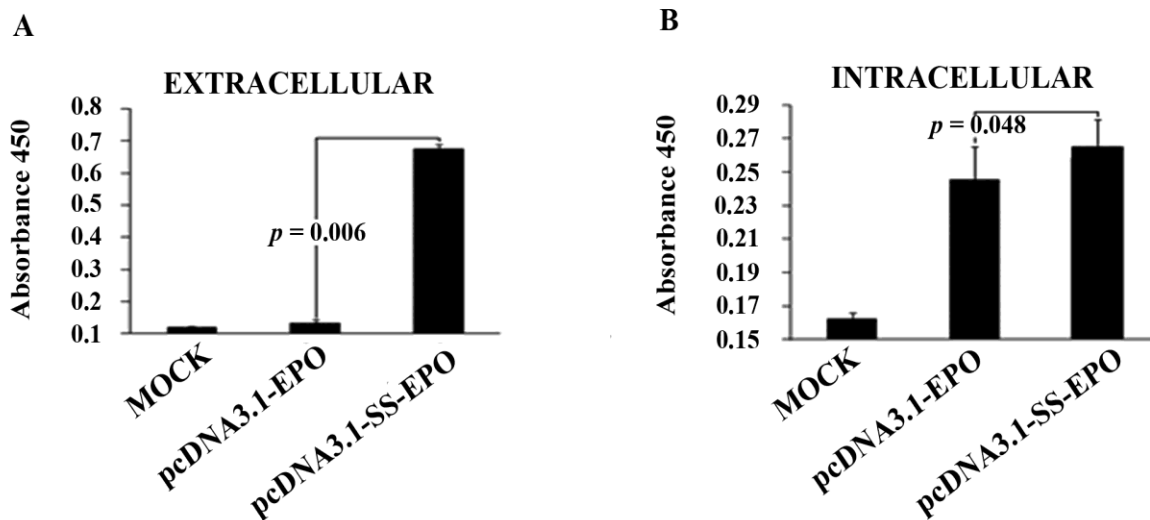 A
EXTRACELLULAR
Absorbance 450
0.8
0.7
0.6
0.5
0.4
0.3
0.2
0.1
p = 0.006
MOCK
pcDNA3.1-EPO
pcDNA3.1-SS-EPO
B
INTRACELLULAR
Absorbance 450
0.29
0.27
0.25
0.23
0.21
0.19
0.17
0.15
p = 0.048
MOCK
pcDNA3.1-EPO
pcDNA3.1-SS-EPO